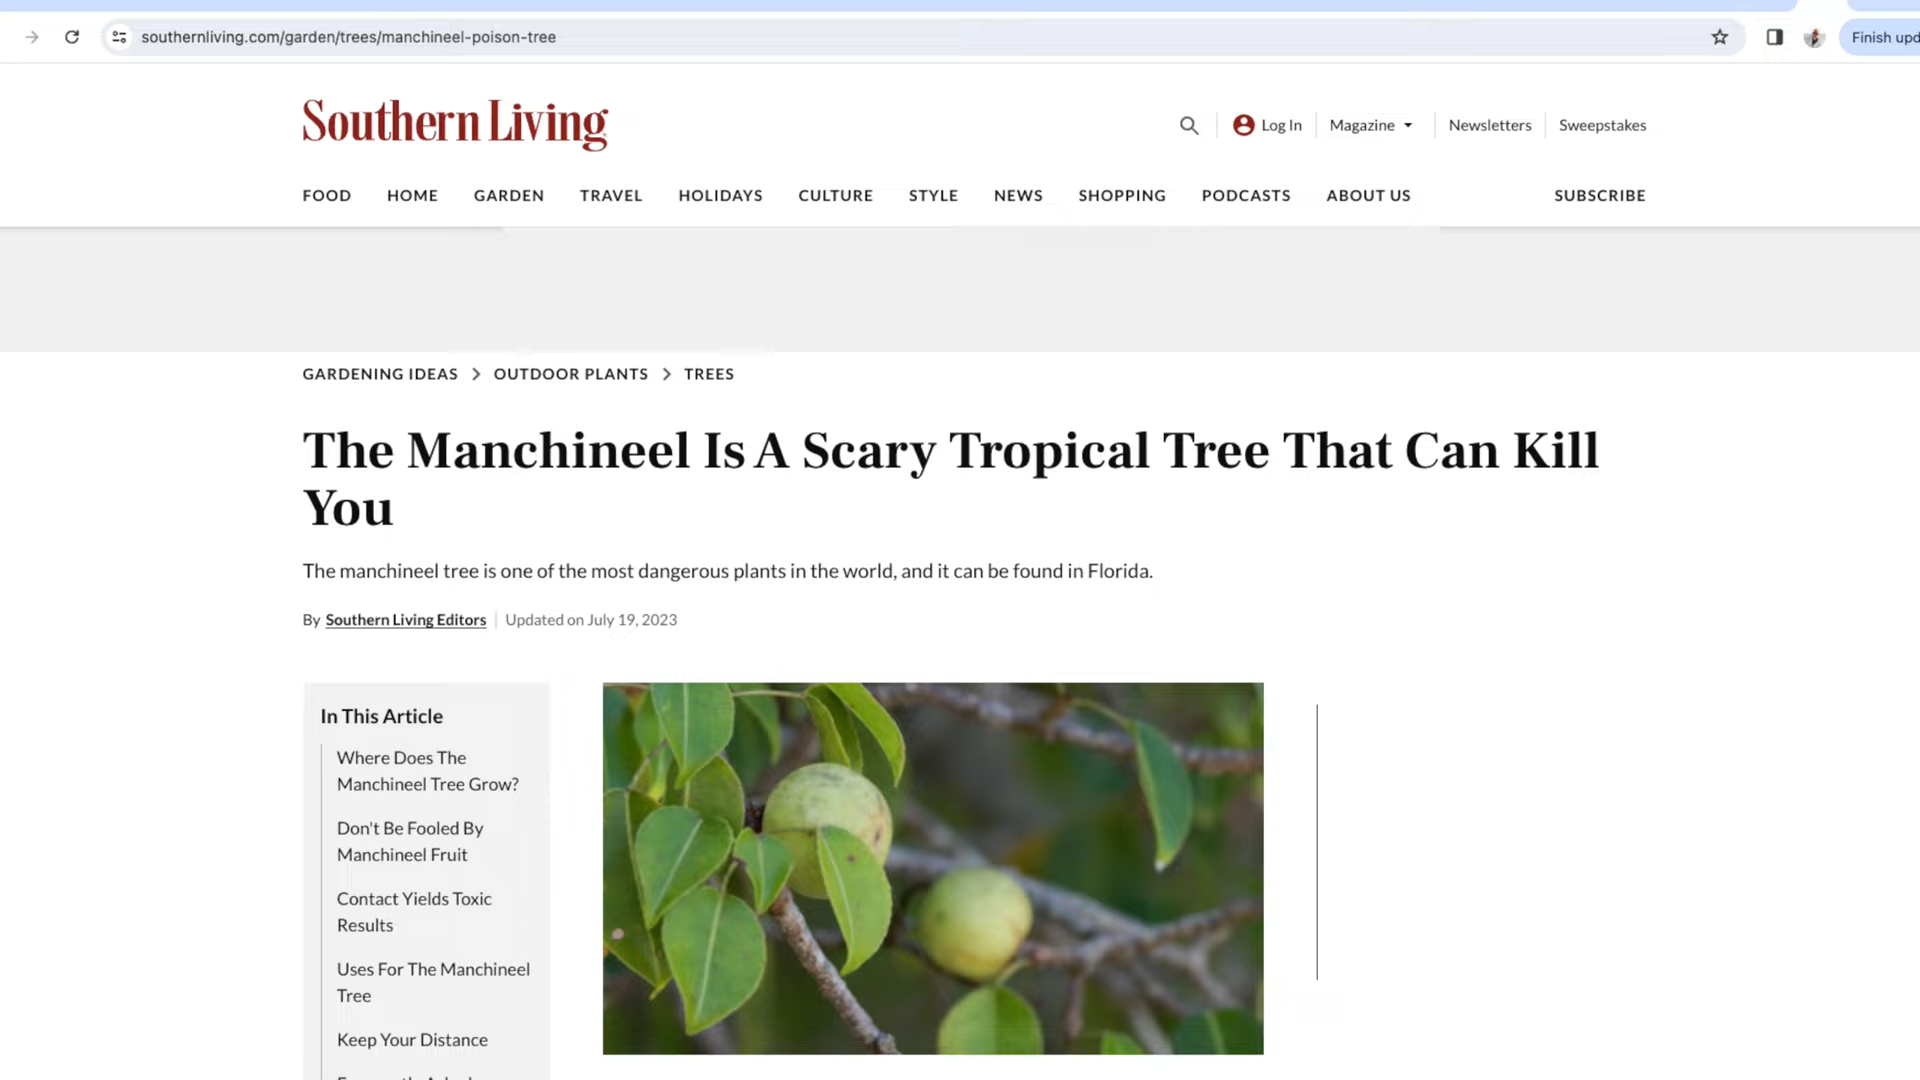 southernliving.com/garden/trees/manchineel-poison-tree
Finish upd
Southern Living
Log In
Magazine
Newsletters
Sweepstakes
FOOD HOME GARDEN TRAVEL HOLIDAYS CULTURE STYLE NEWS SHOPPING PODCASTS ABOUT US SUBSCRIBE
GARDENING IDEAS > OUTDOOR PLANTS > TREES
The Manchineel Is A Scary Tropical Tree That Can Kill
You
The manchineel tree is one of the most dangerous plants in the world, and it can be found in Florida.
By Southern Living Editors | Updated on July 19, 2023
In This Article
Where Does The
Manchineel Tree Grow?
Don't Be Fooled By
Manchineel Fruit
Contact Yields Toxic
Results
Uses For The Manchineel
Tree
Keep Your Distance